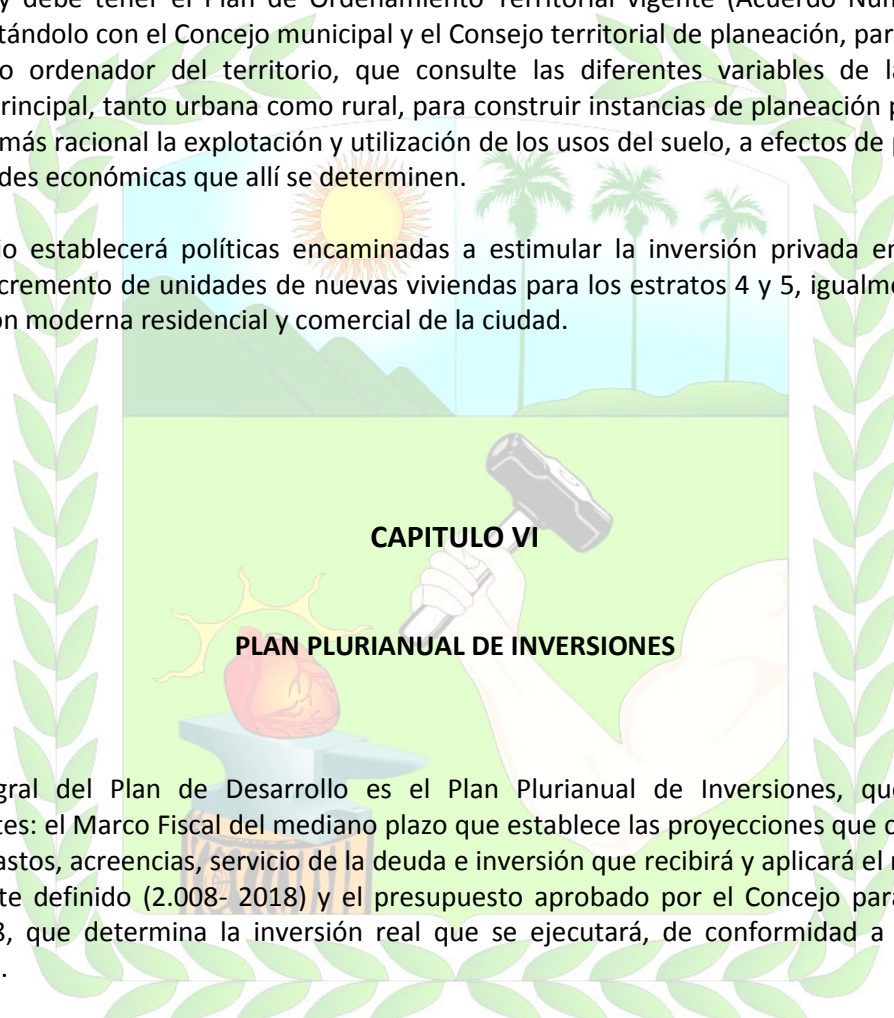 y debe tener el Plan de Ordenamiento Territorial vigente (Acuerdo
tándolo con el Concejo municipal y el Consejo territorial de planeación, par
o ordenador del territorio, que consulte las diferentes variables de la
rincipal, tanto urbana como rural, para construir instancias de planeación p
más racional la explotación y utilización de los usos del suelo, a efectos de p
des económicas que allí se determinen.
io establecerá políticas encaminadas a estimular la inversión privada en
cremento de unidades de nuevas viviendas para los estratos 4 y 5, igualme
ón moderna residencial y comercial de la ciudad.
CAPITULO VI
PLAN PLURIANUAL DE INVERSIONES
gral del Plan de Desarrollo es el Plan Plurianual de Inversiones, que
tes: el Marco Fiscal del mediano plazo que establece las proyecciones que
astos, acreencias, servicio de la deuda e inversión que recibirá y aplicará el
te definido (2.008- 2018) y el presupuesto aprobado por el Concejo para
, que determina la inversión real que se ejecutará, de conformidad a
.